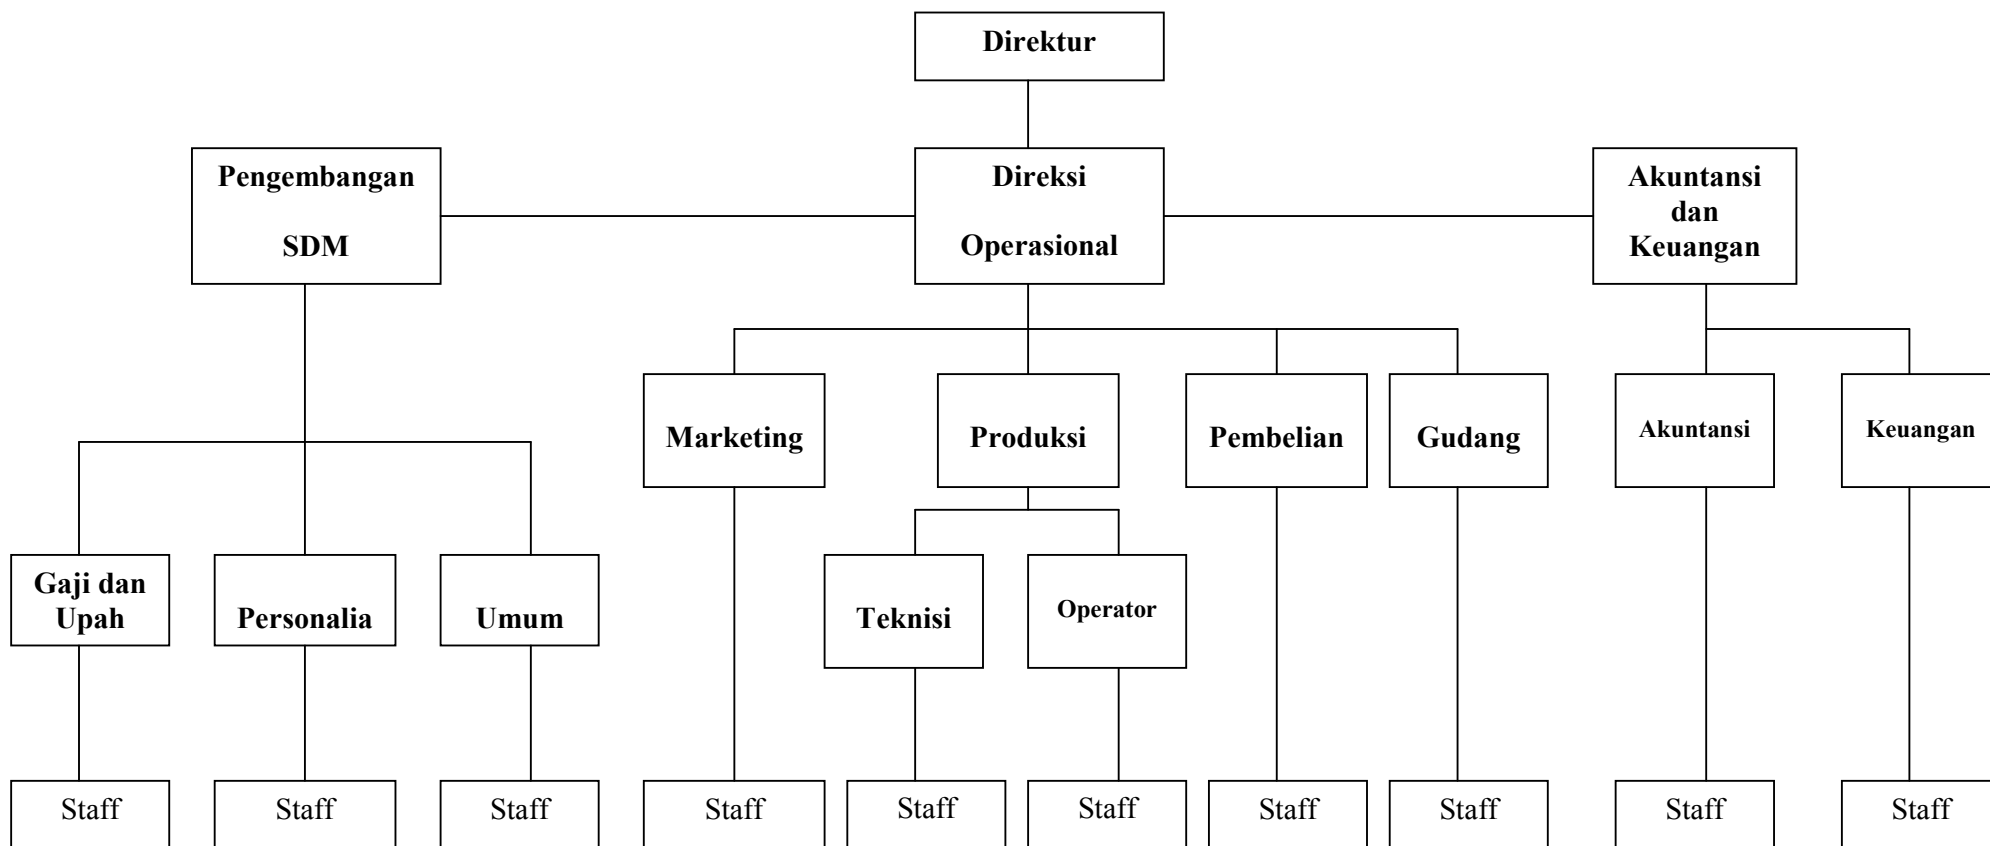 Direktur
Pengembangan
SDM
Direksi
Operasional
Akuntansi
dan
Keuangan
Marketing
Produksi
Pembelian
Gudang
Akuntansi
Keuangan
Gaji dan
Upah
Personalia
Umum
Teknisi
Operator
Staff
Staff
Staff
Staff
Staff
Staff
Staff
Staff
Staff
Staff